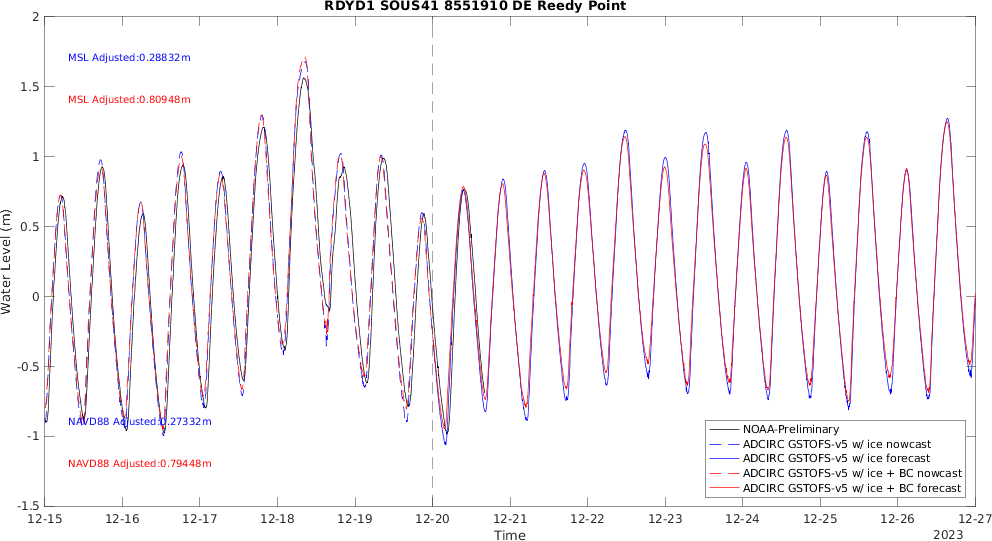 RDYD1 SOUS41 8551910 DE Reedy Point
2
1.5
1
0.5
0
-0.5
-1
-1.5
Water Level (m)
MSL Adjusted:0.28832m
MSL Adjusted:0.80948m
NAVD88 Adjusted:0.27332m
NAVD88 Adjusted:0.79448m
NOAA-Preliminary
ADCIRC GSTOFS-v5 w/ ice nowcast
ADCIRC GSTOFS-v5 w/ ice forecast
ADCIRC GSTOFS-v5 w/ ice + BC nowcast
ADCIRC GSTOFS-v5 w/ ice + BC forecast
12-15 12-16 12-17 12-18 12-19 12-20 12-21 12-22 12-23 12-24 12-25 12-26 12-27
Time
2023